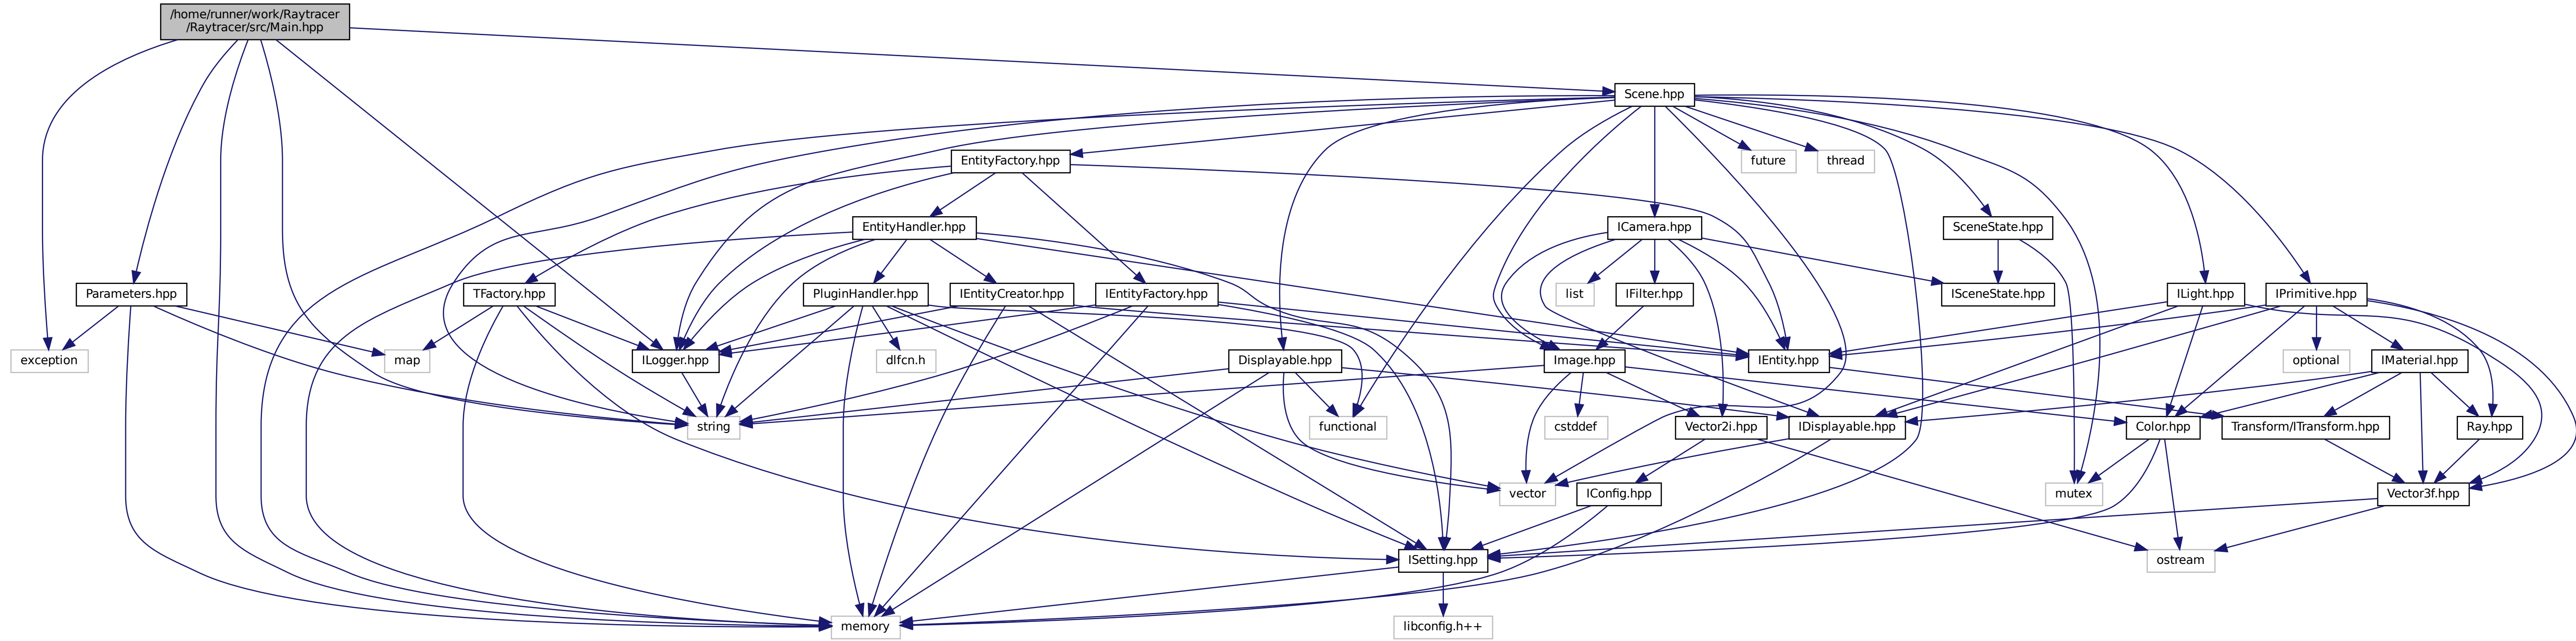 /home/runner/work/Raytracer
/Raytracer/src/Main.hpp
Scene.hpp
EntityFactory.hpp
future
thread
EntityHandler.hpp
ICamera.hpp
SceneState.hpp
Parameters.hpp
TFactory.hpp
PluginHandler.hpp
IEntityCreator.hpp
IEntityFactory.hpp
list
IFilter.hpp
ISceneState.hpp
ILight.hpp
IPrimitive.hpp
exception
map
ILogger.hpp
dlfcn.h
Displayable.hpp
Image.hpp
IEntity.hpp
optional
IMaterial.hpp
string
functional
cstddef
Vector2i.hpp
IDisplayable.hpp
Color.hpp
Transform/ITransform.hpp
Ray.hpp
vector
IConfig.hpp
mutex
Vector3f.hpp
ISetting.hpp
ostream
memory
libconfig.h++